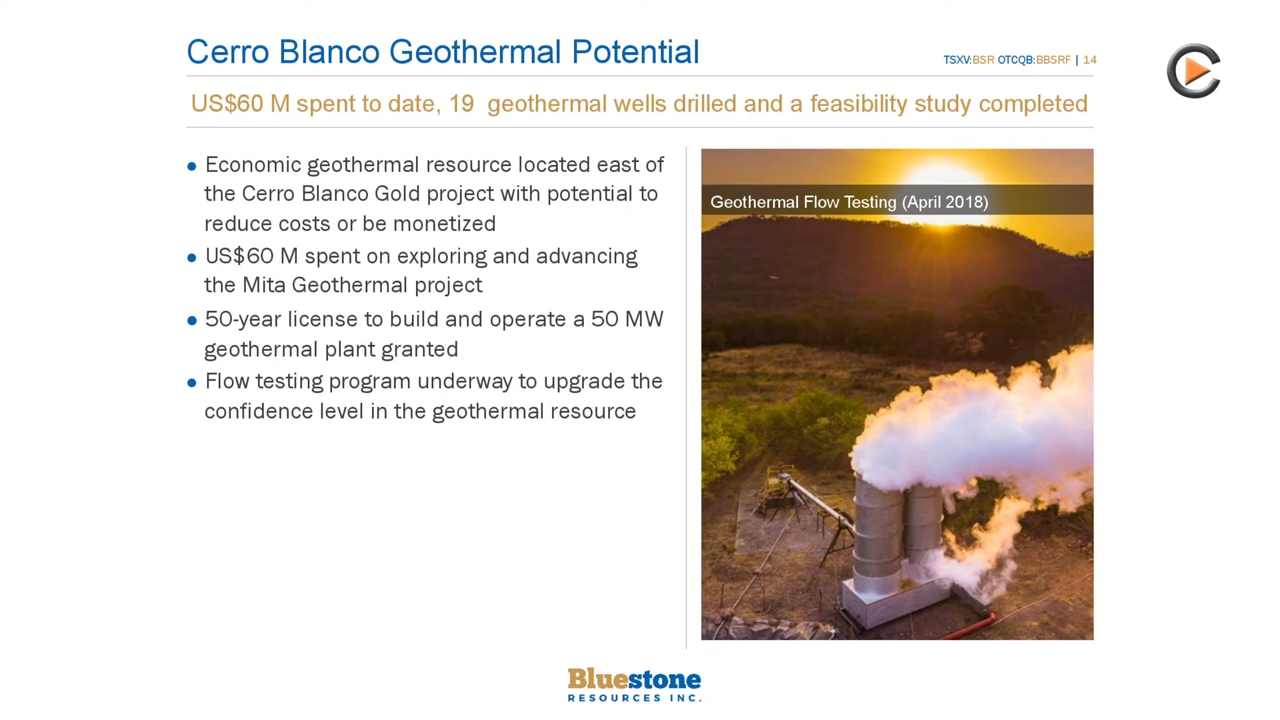 Cerro Blanco Geothermal Potential
TSXV:BSR OTCQB:BBSRF | 14
US$60 M spent to date, 19 geothermal wells drilled and a feasibility study completed
• Economic geothermal resource located east of
the Cerro Blanco Gold project with potential to
reduce costs or be monetized
• US$60 M spent on exploring and advancing
the Mita Geothermal project
• 50-year license to build and operate a 50 MW
geothermal plant granted
• Flow testing program underway to upgrade the
confidence level in the geothermal resource
Geothermal Flow Testing (April 2018)
Bluestone
RESOURCES INC.